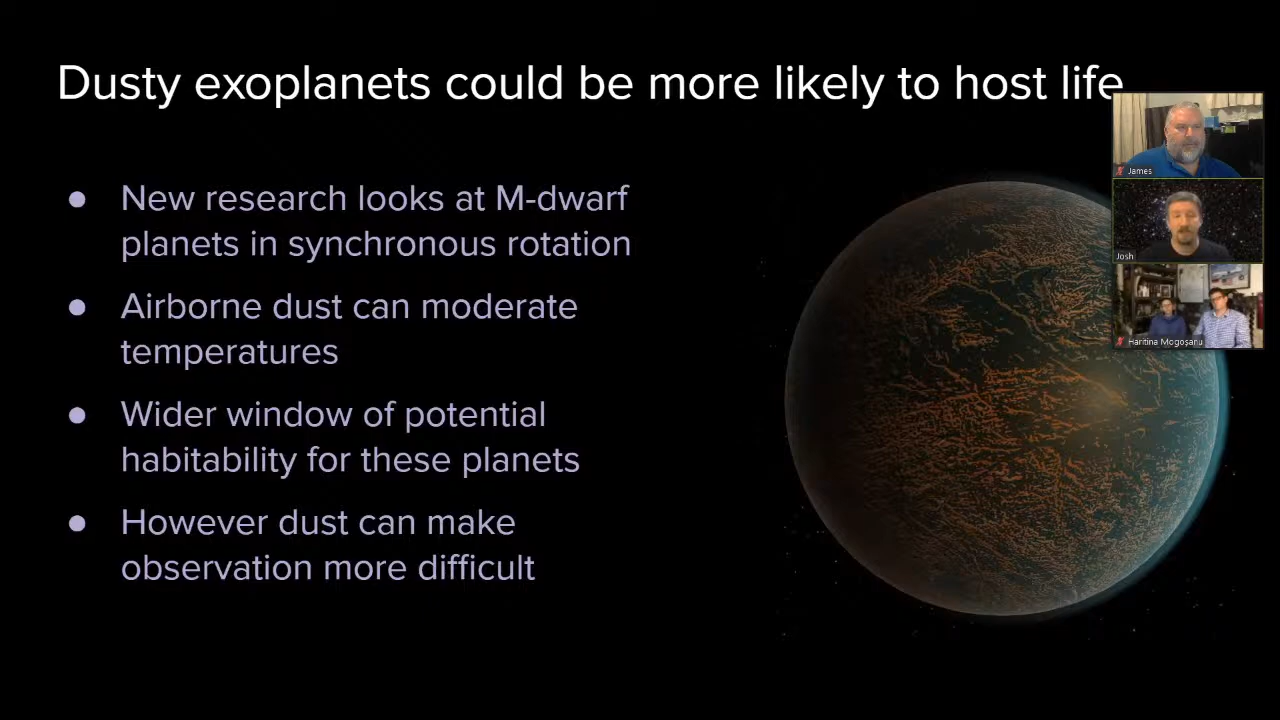 Dusty exoplanets could be more likely to host life
● New research looks at M-dwarf
planets in synchronous rotation
● Airborne dust can moderate
temperatures
● Wider window of potential
habitability for these planets
● However dust can make
observation more difficult
James
Josh
Haritina Mogoșanu